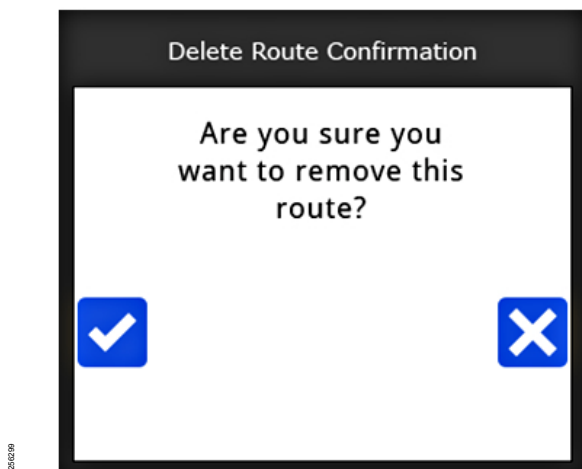 Delete Route Confirmation
Are you sure you
want to remove this
route?
256299